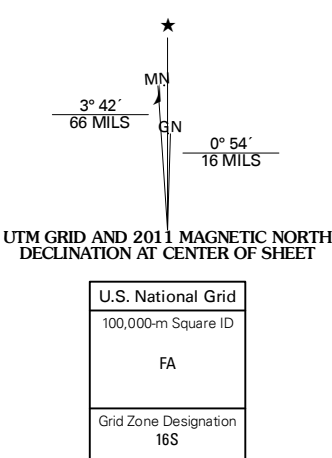 MN
3° 42´
66 MILS
GN
0° 54´
16 MILS
UTM GRID AND 2011 MAGNETIC NORTH
DECLINATION AT CENTER OF SHEET
U.S. National Grid
100,000-m Square ID
FA
Grid Zone Designation
16S